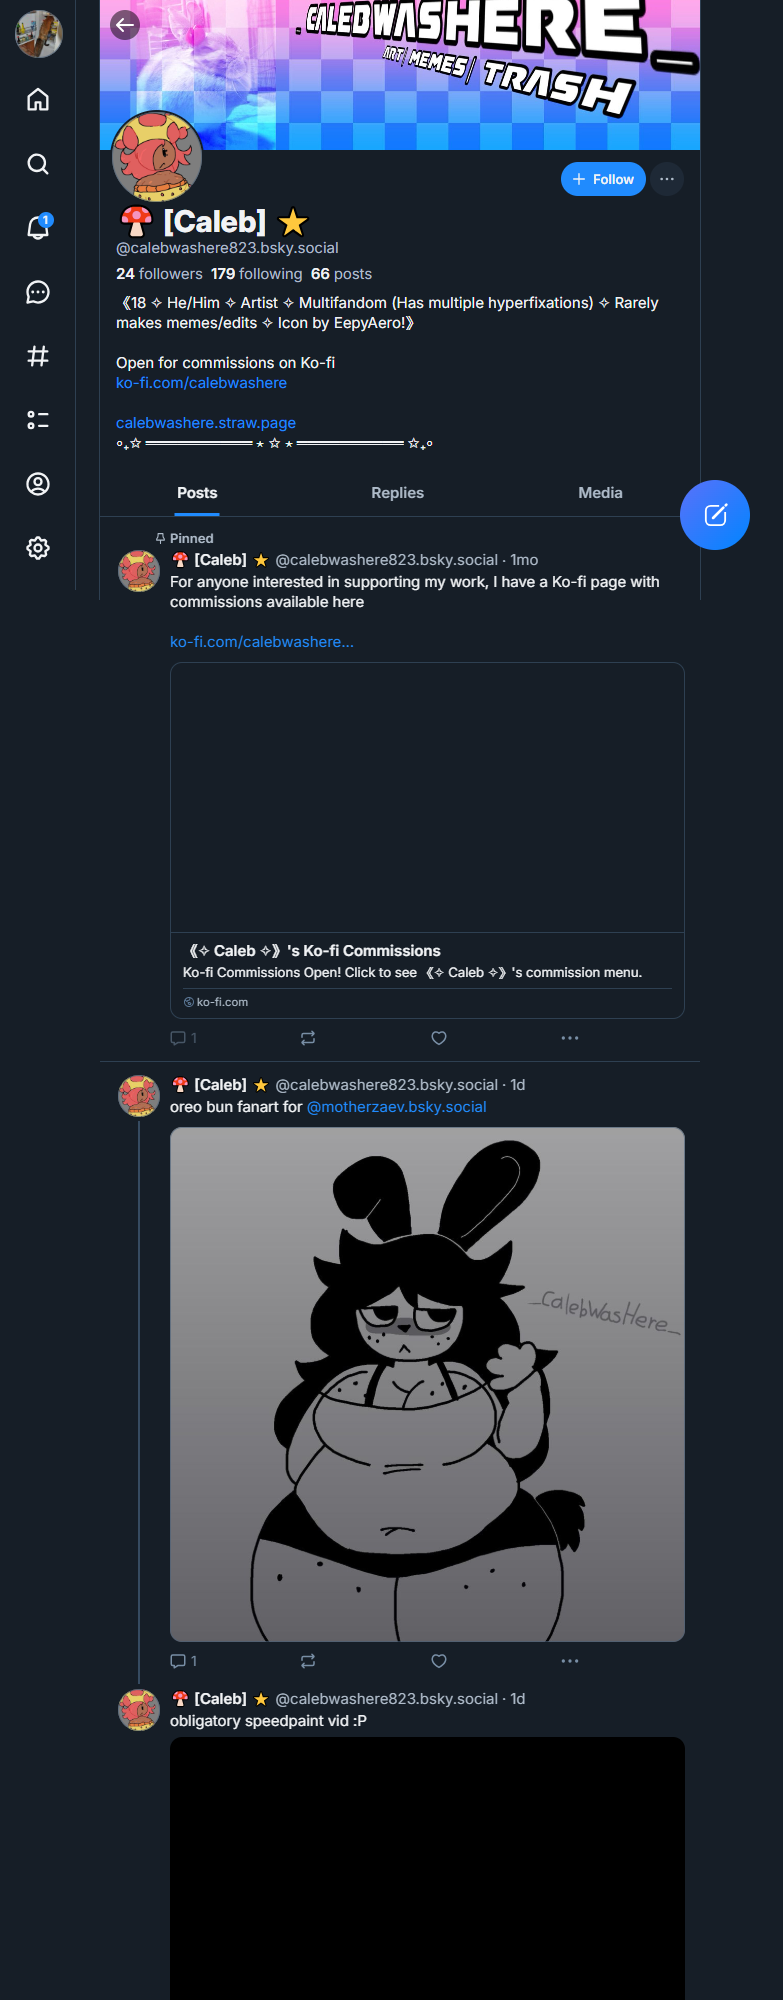 _CALEBWASHERE_
ART/ MEMES/ TRASH
+ Follow
🍄 [Caleb] ⭐
@calebwashere823.bsky.social
24 followers 179 following 66 posts
《18 ✧ He/Him ✧ Artist ✧ Multifandom (Has multiple hyperfixations) ✧ Rarely
makes memes/edits ✧ Icon by EepyAero!》
Open for commissions on Ko-fi
ko-fi.com/calebwashere
calebwashere.straw.page
°₊☆ ══════════ ⋆ ☆ ⋆ ══════════ ☆₊°
1
Posts Replies Media
Pinned
🍄 [Caleb] ⭐ @calebwashere823.bsky.social · 1mo
For anyone interested in supporting my work, I have a Ko-fi page with
commissions available here
ko-fi.com/calebwashere...
《✧ Caleb ✧》's Ko-fi Commissions
Ko-fi Commissions Open! Click to see 《✧ Caleb ✧》's commission menu.
ko-fi.com
1
🍄 [Caleb] ⭐ @calebwashere823.bsky.social · 1d
oreo bun fanart for @motherzaev.bsky.social
_CalebWasHere_
1
🍄 [Caleb] ⭐ @calebwashere823.bsky.social · 1d
obligatory speedpaint vid :P